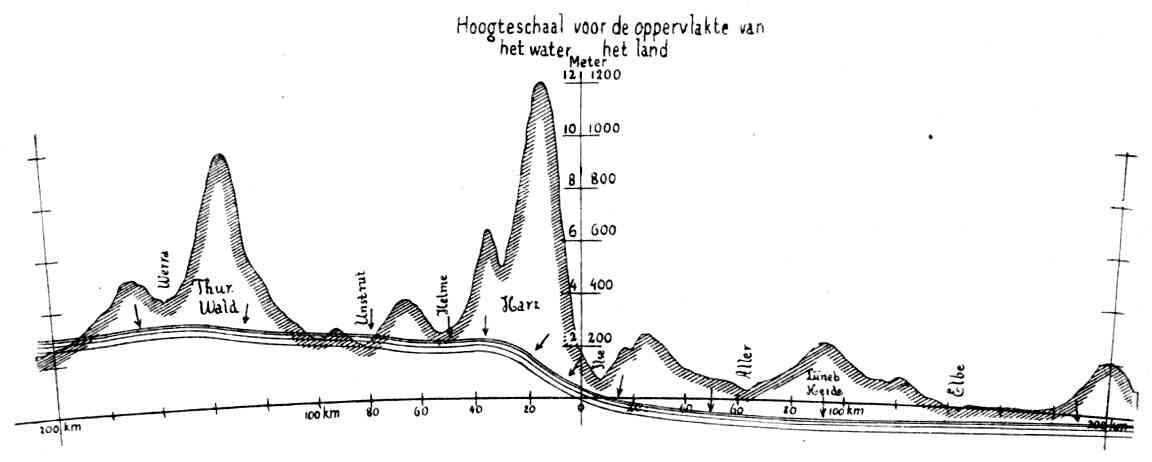 Hoogteschaal voor de oppervlakte van
het water het land
Meter
12 1200
10 1000
8 800
6 600
4 400
2 200
Werra
Thur.
Wald
Unstrut
Helme
Harz
Ilse
Aller
Lüneb
Heide
Elbe
200 km
100 km
80
60
40
20
0
20
40
60
80
100 km
200 km